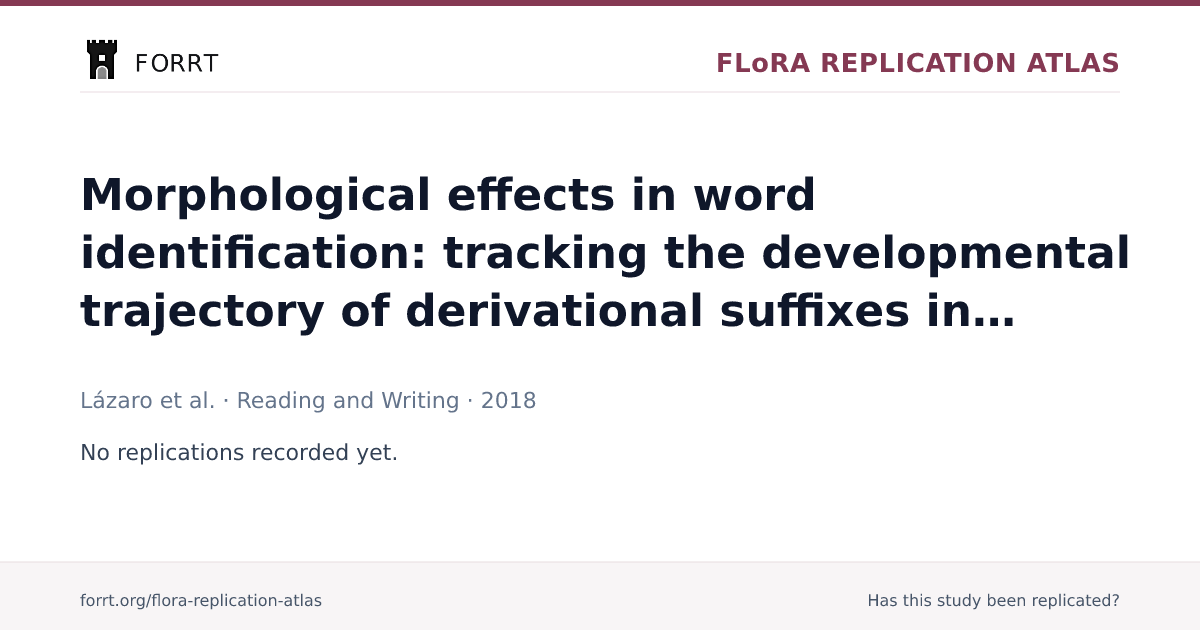 FORRT
FLoRA REPLICATION ATLAS
Morphological effects in word
identification: tracking the developmental
trajectory of derivational suffixes in…
Lázaro et al. · Reading and Writing · 2018
No replications recorded yet.
forrt.org/flora-replication-atlas
Has this study been replicated?